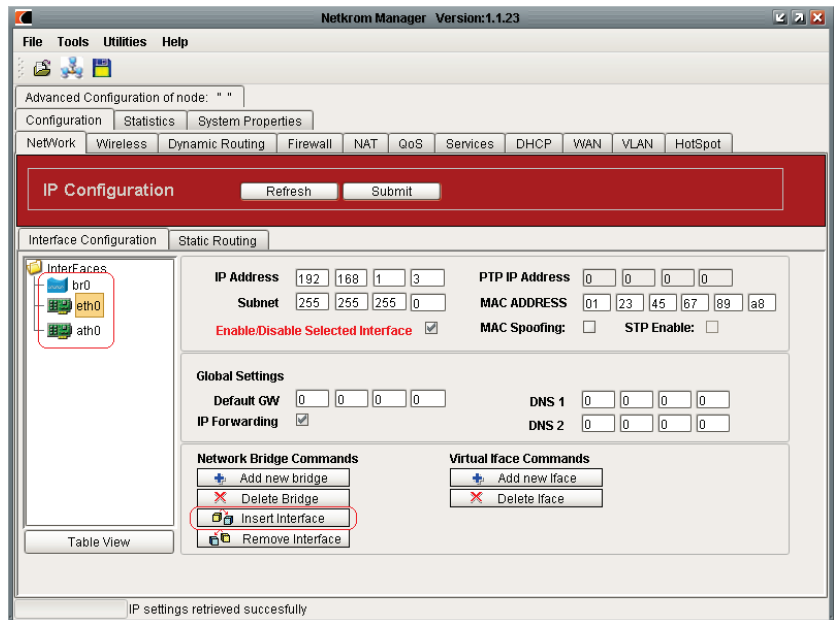 Netkrom Manager Version:1.1.23
File Tools Utilities Help
Advanced Configuration of node: " "
Configuration Statistics System Properties
NetWork Wireless Dynamic Routing Firewall NAT QoS Services DHCP WAN VLAN HotSpot
IP Configuration Refresh Submit
Interface Configuration Static Routing
InterFaces
br0
eth0
ath0
Table View
IP Address 192 168 1 3 PTP IP Address 0 0 0 0
Subnet 255 255 255 0 MAC ADDRESS 01 23 45 67 89 a8
Enable/Disable Selected Interface MAC Spoofing: STP Enable:
Global Settings
Default GW 0 0 0 0 DNS 1 0 0 0 0
IP Forwarding DNS 2 0 0 0 0
Network Bridge Commands Virtual Iface Commands
Add new bridge Add new Iface
Delete Bridge Delete Iface
Insert Interface
Remove Interface
IP settings retrieved succesfully